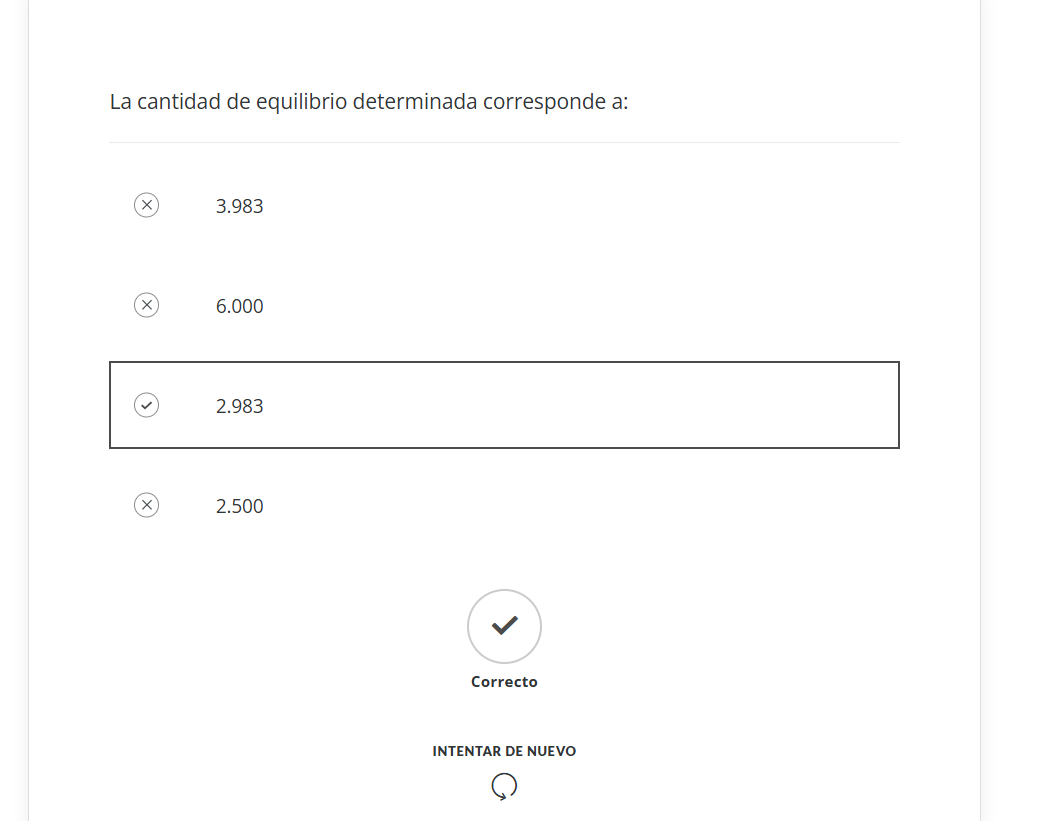 La cantidad de equilibrio determinada corresponde a:
3.983
6.000
2.983
2.500
Correcto
INTENTAR DE NUEVO